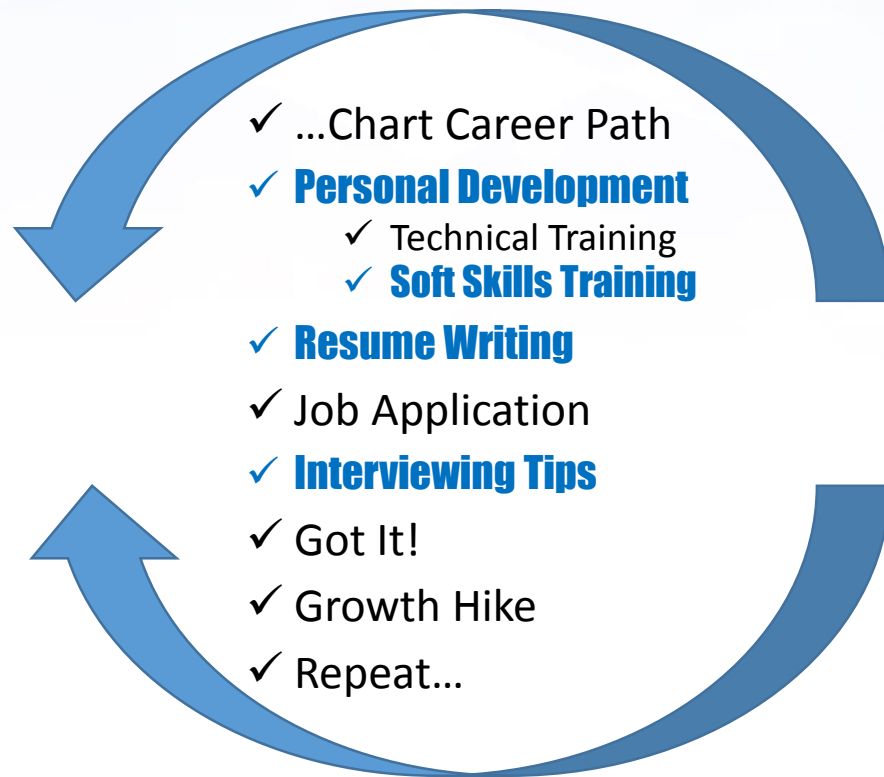 ✓ …Chart Career Path
✓ Personal Development
✓ Technical Training
✓ Soft Skills Training
✓ Resume Writing
✓ Job Application
✓ Interviewing Tips
✓ Got It!
✓ Growth Hike
✓ Repeat…